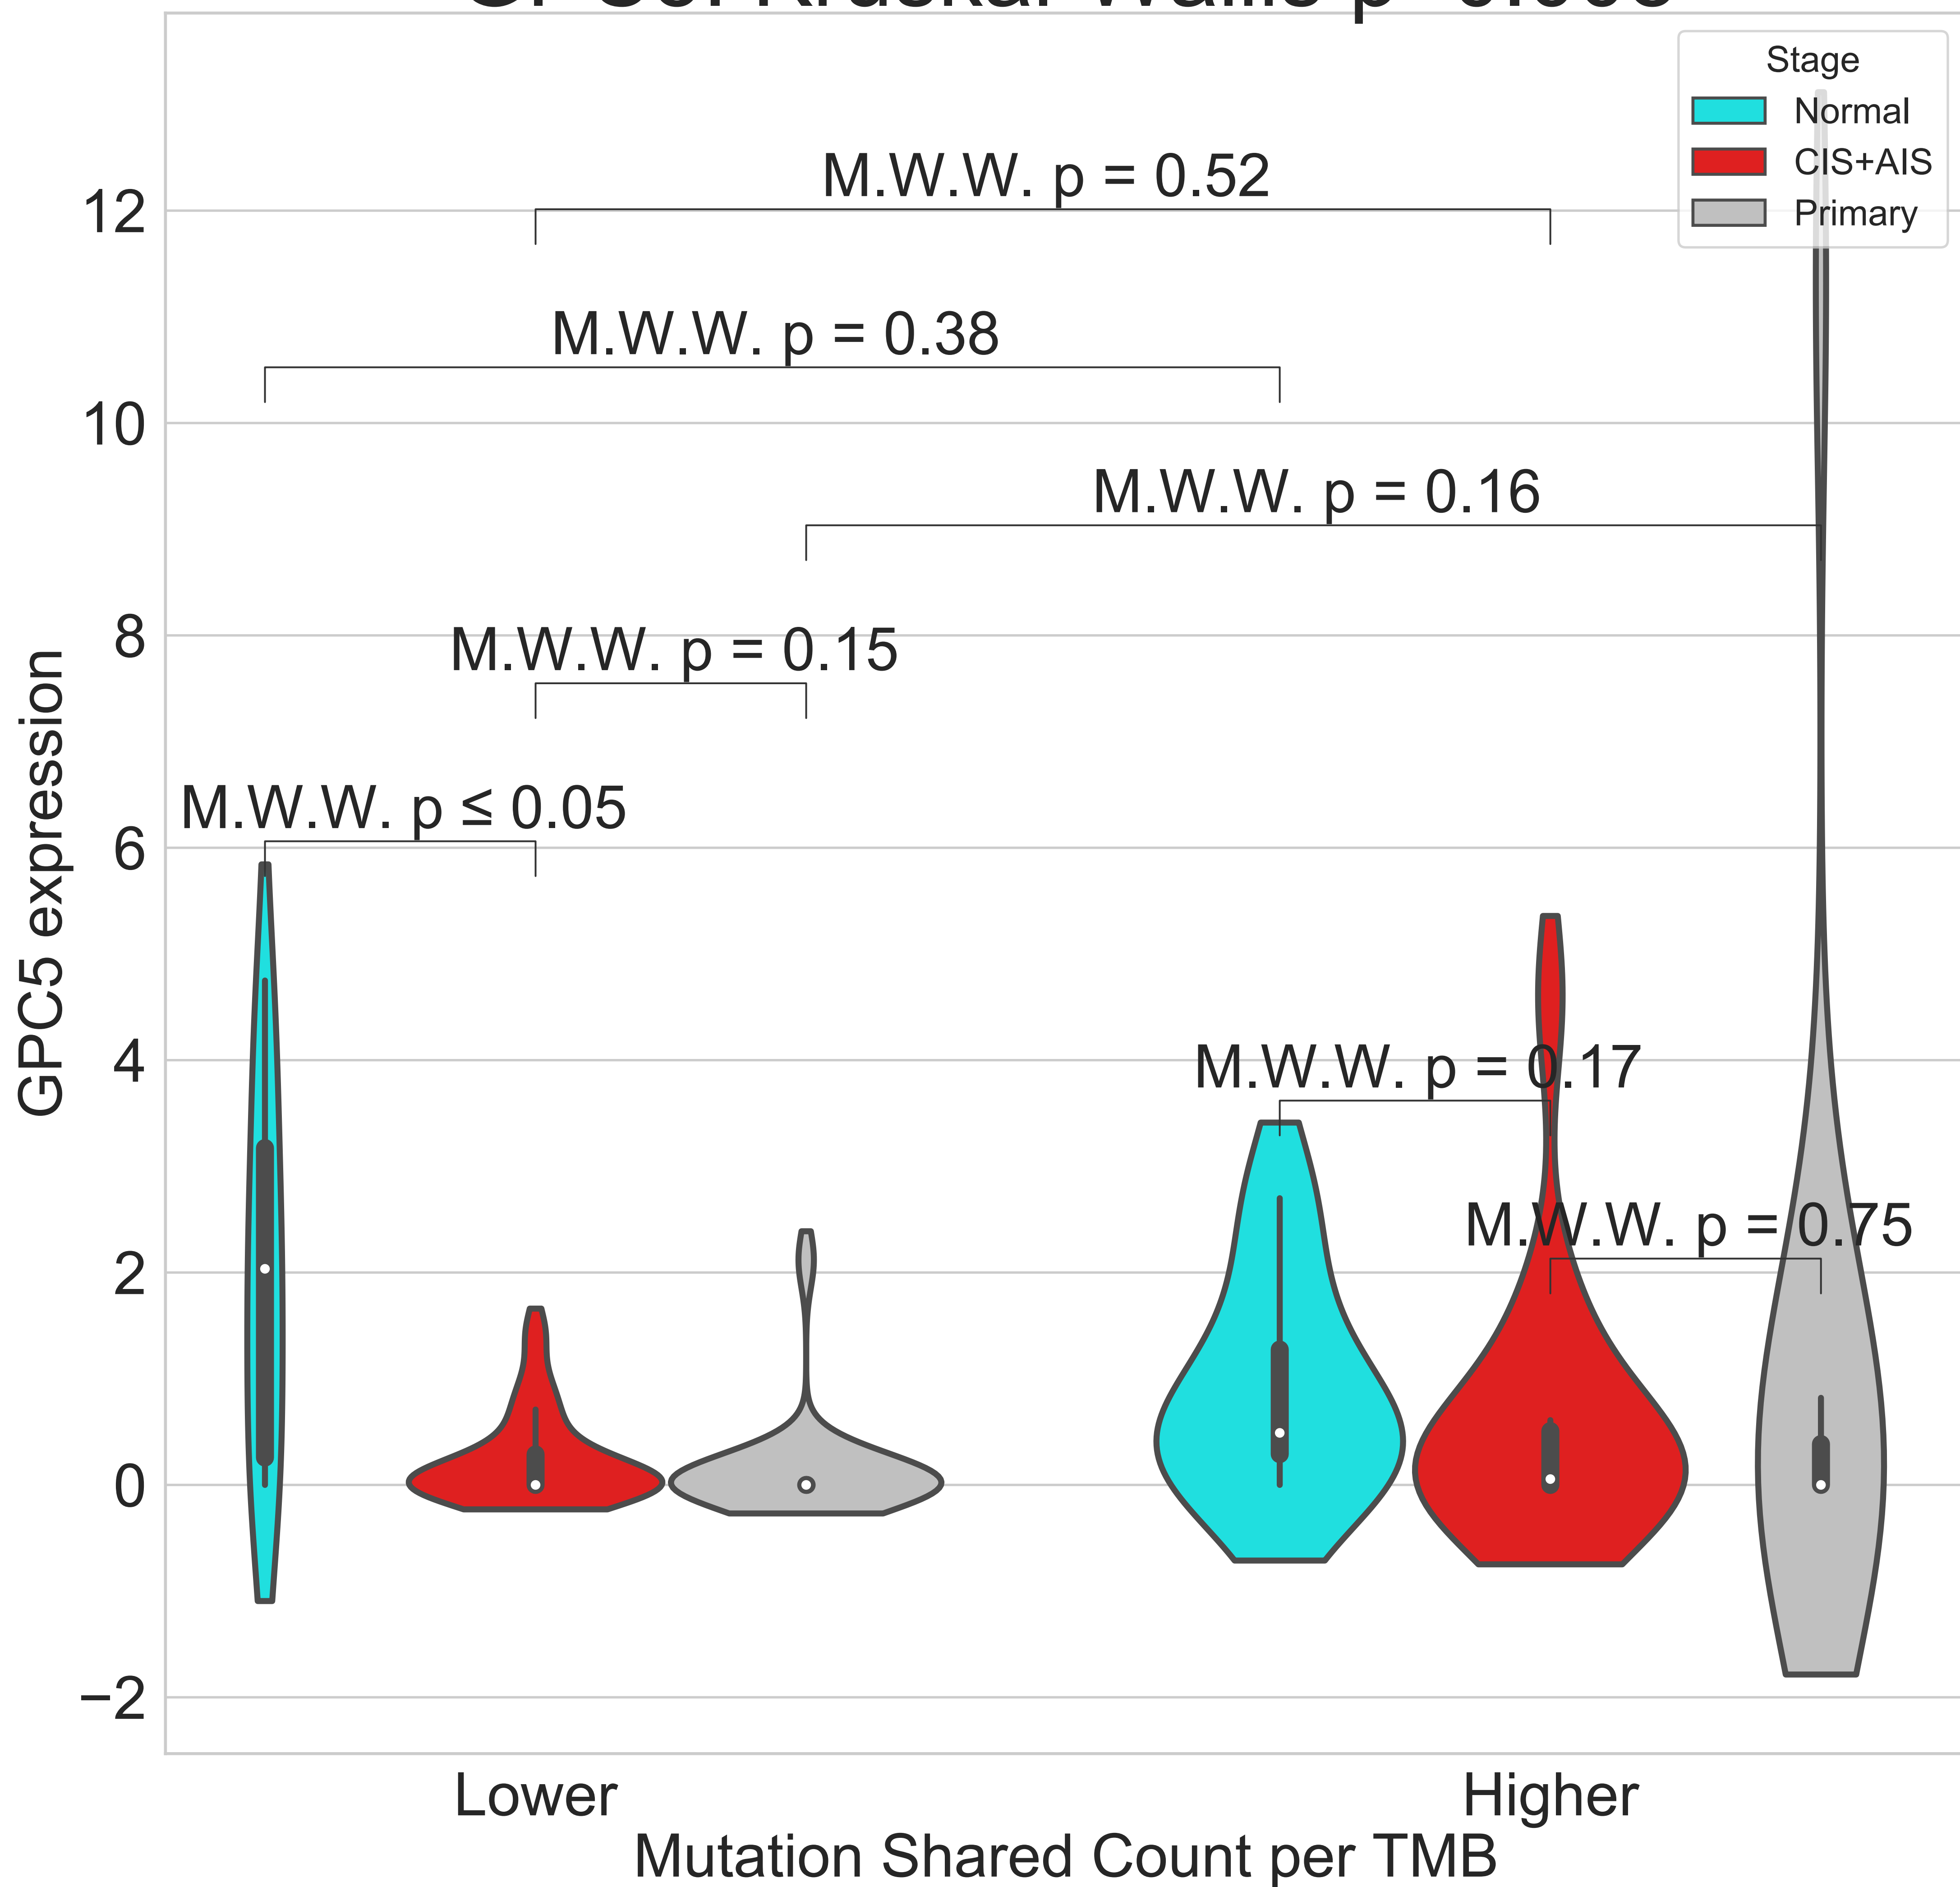 Stage
Normal
CIS+AIS
Primary
M.W.W. p = 0.52
M.W.W. p = 0.38
M.W.W. p = 0.16
M.W.W. p = 0.15
M.W.W. p ≤ 0.05
M.W.W. p = 0.17
M.W.W. p = 0.75
12
10
8
6
4
2
0
−2
GPC5 expression
Lower
Higher
Mutation Shared Count per TMB